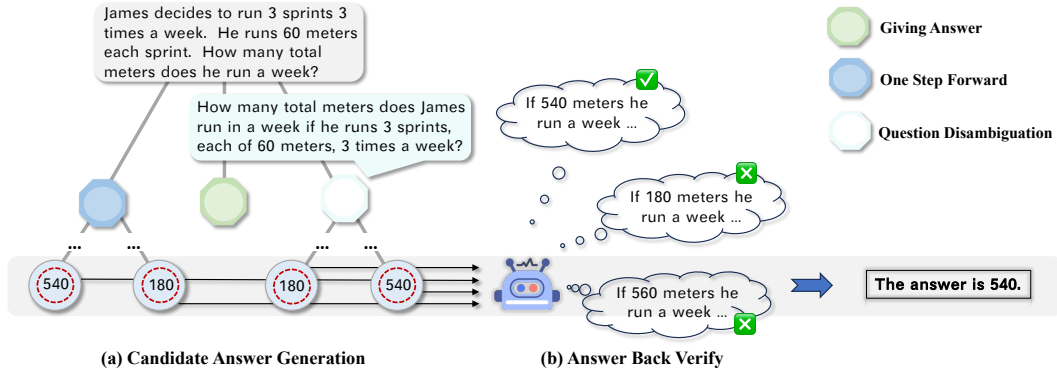 James decides to run 3 sprints 3
times a week. He runs 60 meters
each sprint. How many total
meters does he run a week?
How many total meters does James
run in a week if he runs 3 sprints,
each of 60 meters, 3 times a week?
...
...
...
...
540
180
180
540
(a) Candidate Answer Generation
If 540 meters he
run a week ...
If 180 meters he
run a week ...
If 560 meters he
run a week ...
(b) Answer Back Verify
Giving Answer
One Step Forward
Question Disambiguation
The answer is 540.